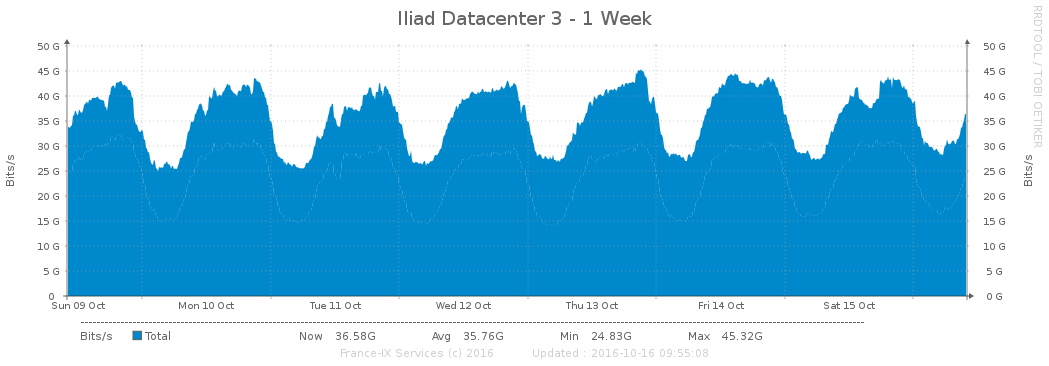 Iliad Datacenter 3 - 1 Week
RRDTOOL / TOBI OETIKER
Bits/s
50 G 50 G
45 G 45 G
40 G 40 G
35 G 35 G
30 G 30 G
25 G 25 G
20 G 20 G
15 G 15 G
10 G 10 G
5 G 5 G
0 0 G
Bits/s
Sun 09 Oct Mon 10 Oct Tue 11 Oct Wed 12 Oct Thu 13 Oct Fri 14 Oct Sat 15 Oct
Bits/s Total Now 36.58G Avg 35.76G Min 24.83G Max 45.32G
France-IX Services (c) 2016 Updated : 2016-10-16 09:55:08